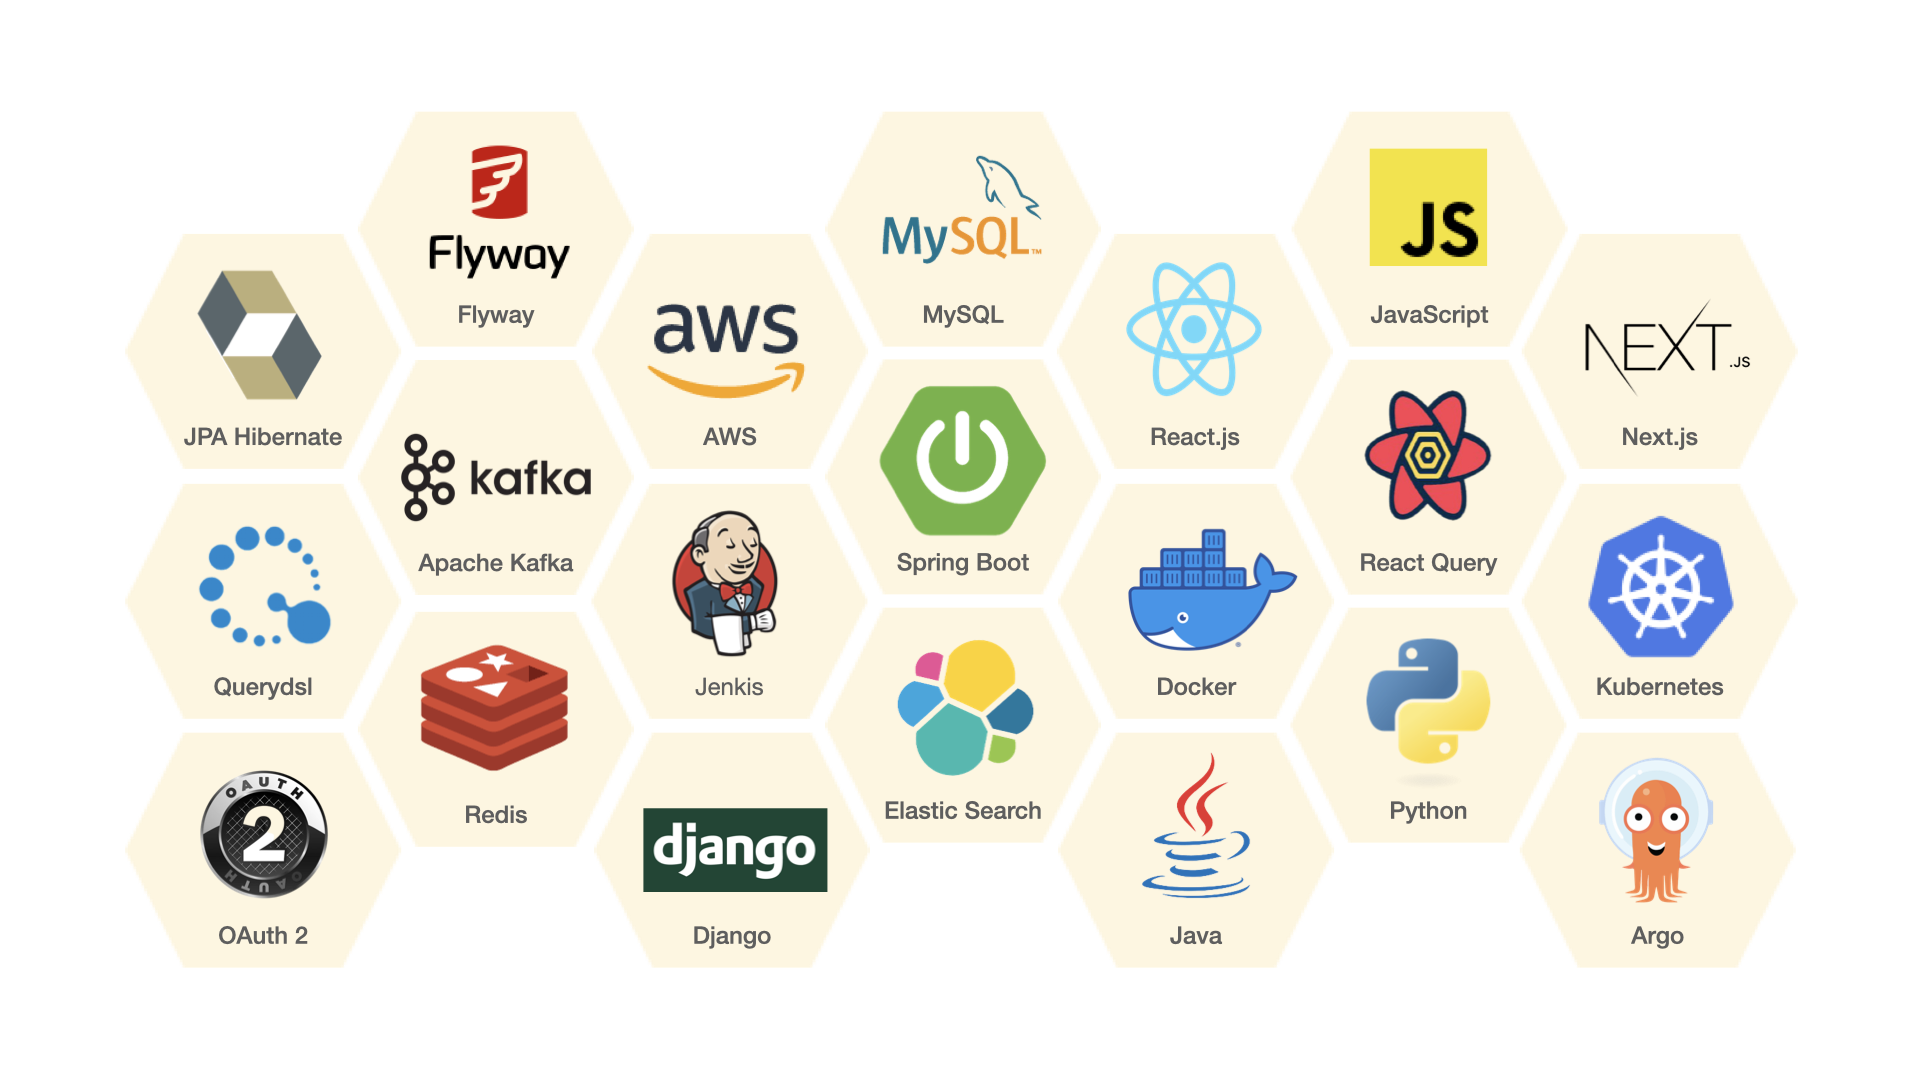 Flyway
Flyway
MySQL™
MySQL
JS
JavaScript
JPA Hibernate
aws
AWS
React.js
NEXT.JS
Next.js
kafka
Apache Kafka
Spring Boot
React Query
Querydsl
Jenkis
Docker
Kubernetes
Redis
Elastic Search
Python
OAUTH
2
OAUTH
OAuth 2
django
Django
Java
Argo